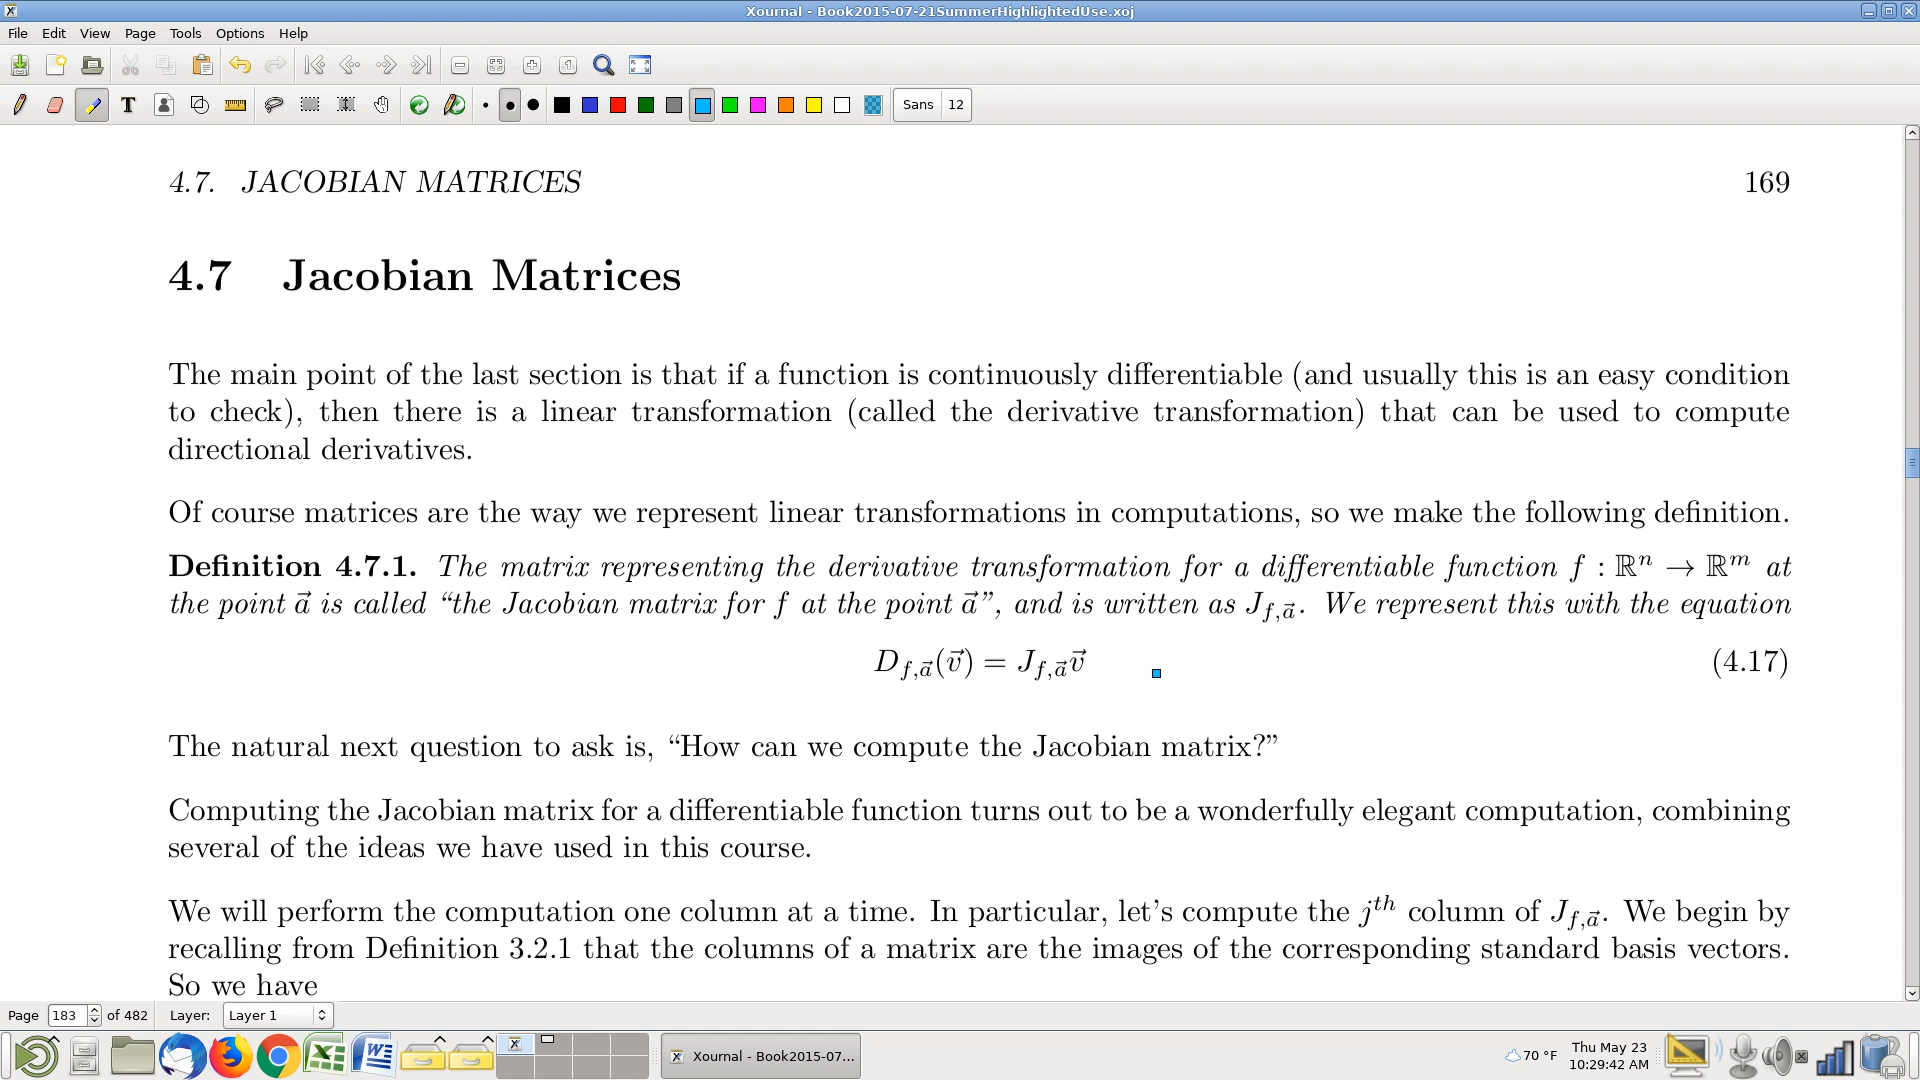 Xournal - Book2015-07-21SummerHighlightedUse.xoj
File Edit View Page Tools Options Help
Sans 12
4.7. JACOBIAN MATRICES 169
4.7 Jacobian Matrices
The main point of the last section is that if a function is continuously differentiable (and usually this is an easy condition
to check), then there is a linear transformation (called the derivative transformation) that can be used to compute
directional derivatives.
Of course matrices are the way we represent linear transformations in computations, so we make the following definition.
Definition 4.7.1. The matrix representing the derivative transformation for a differentiable function f : ℝⁿ → ℝᵐ at
the point a⃗ is called “the Jacobian matrix for f at the point a⃗”, and is written as J_{f,a⃗}. We represent this with the equation
D_{f,a⃗}(v⃗) = J_{f,a⃗}v⃗ (4.17)
The natural next question to ask is, “How can we compute the Jacobian matrix?”
Computing the Jacobian matrix for a differentiable function turns out to be a wonderfully elegant computation, combining
several of the ideas we have used in this course.
We will perform the computation one column at a time. In particular, let’s compute the j^{th} column of J_{f,a⃗}. We begin by
recalling from Definition 3.2.1 that the columns of a matrix are the images of the corresponding standard basis vectors.
So we have
Page 183 of 482 Layer: Layer 1
Xournal - Book2015-07...
70 °F
Thu May 23
10:29:42 AM